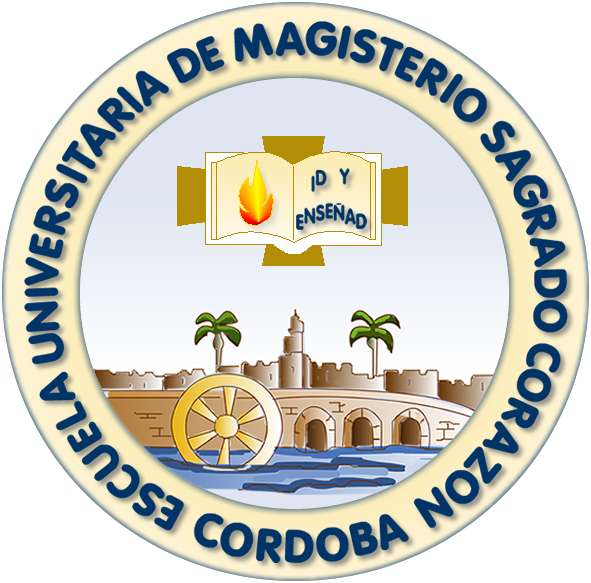 ESCUELA UNIVERSITARIA DE MAGISTERIO SAGRADO CORAZON
CORDOBA
ID Y
ENSEÑAD